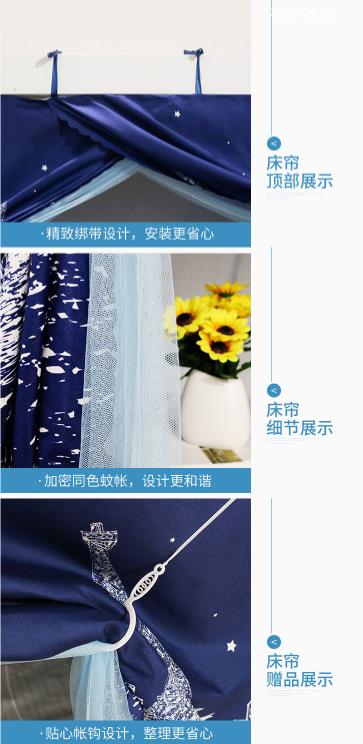 床帘
顶部展示
·精致绑带设计，安装更省心
床帘
细节展示
·加密同色蚊帐，设计更和谐
床帘
赠品展示
·贴心帐钩设计，整理更省心